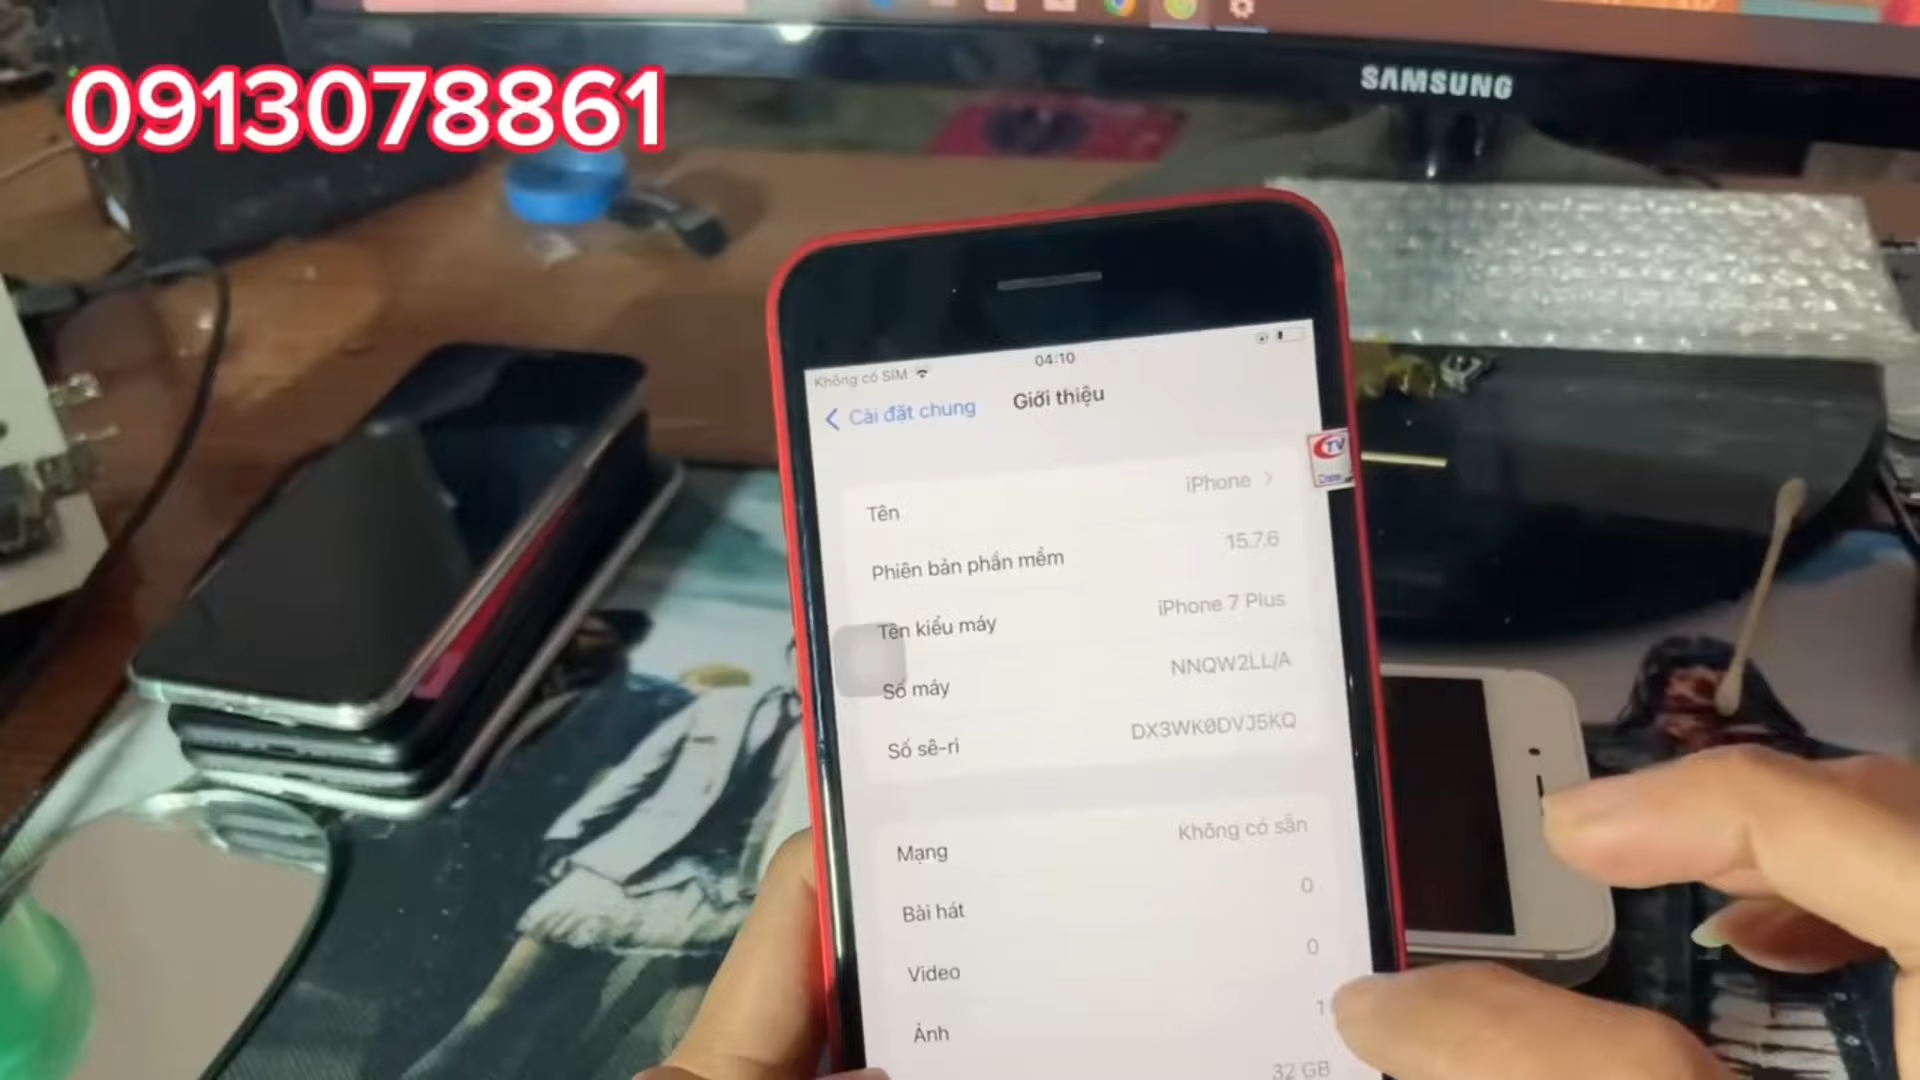 0913078861
SAMSUNG
Không có SIM
04:10
Cài đặt chung
Giới thiệu
TV
Tên
iPhone
Phiên bản phần mềm
15.7.6
Tên kiểu máy
iPhone 7 Plus
Số máy
NNQW2LL/A
Số sê-ri
DX3WK0DVJ5KQ
Mạng
Không có sẵn
Bài hát
0
Video
0
Ảnh
1
32 GB